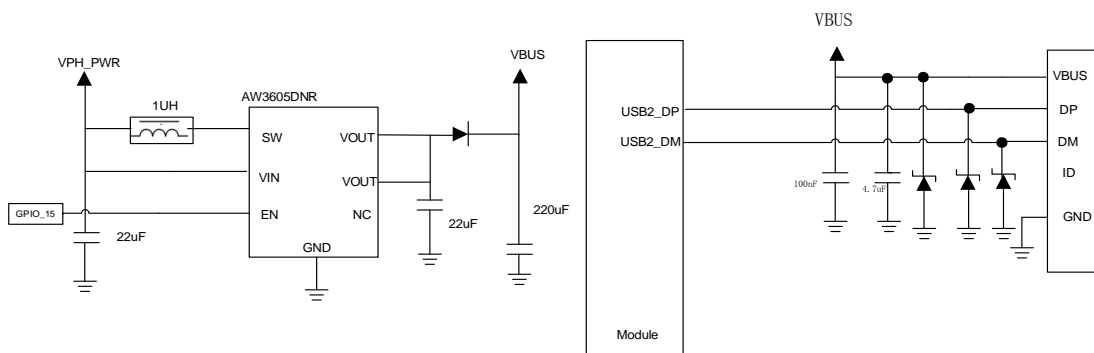 VPH_PWR
1UH
AW3605DNR
SW
VOUT
VIN
VOUT
EN
NC
GND
GPIO_15
22uF
22uF
VBUS
220uF
USB2_DP
USB2_DM
Module
VBUS
100nF
4.7uF
VBUS
DP
DM
ID
GND